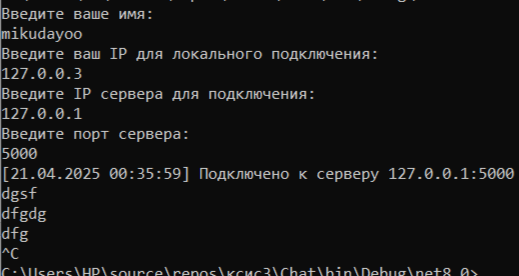 Введите ваше имя:
mikudayoo
Введите ваш IP для локального подключения:
127.0.0.3
Введите IP сервера для подключения:
127.0.0.1
Введите порт сервера:
5000
[21.04.2025 00:35:59] Подключено к серверу 127.0.0.1:5000
dgsf
dfgdg
dfg
^C
C:\Users\HP\source\repos\ксис3\Chat\bin\Debug\net8.0>